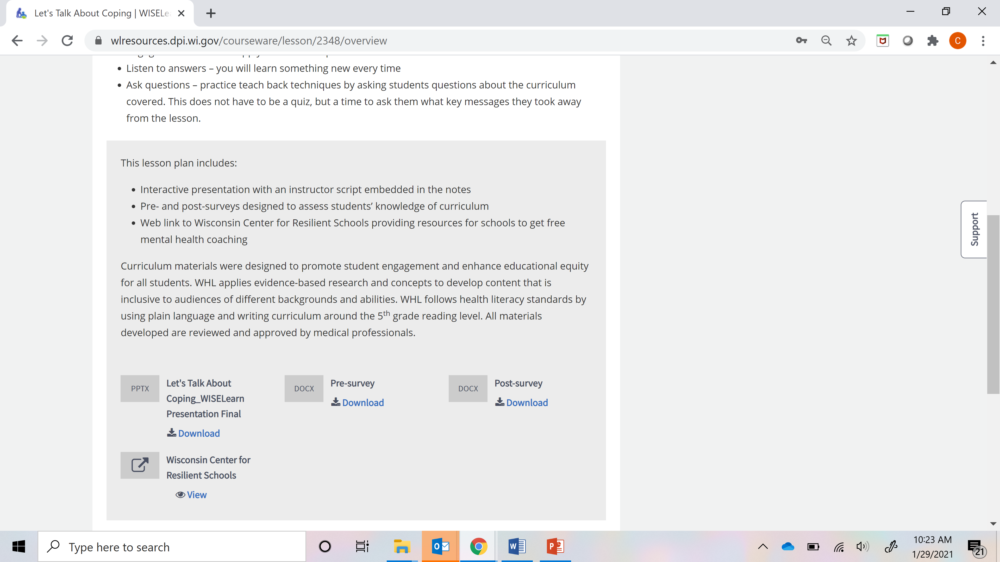 Let's Talk About Coping | WISELea
wlresources.dpi.wi.gov/courseware/lesson/2348/overview
C
• Listen to answers – you will learn something new every time
• Ask questions – practice teach back techniques by asking students questions about the curriculum
covered. This does not have to be a quiz, but a time to ask them what key messages they took away
from the lesson.
This lesson plan includes:
• Interactive presentation with an instructor script embedded in the notes
• Pre- and post-surveys designed to assess students’ knowledge of curriculum
• Web link to Wisconsin Center for Resilient Schools providing resources for schools to get free
mental health coaching
Support
Curriculum materials were designed to promote student engagement and enhance educational equity
for all students. WHL applies evidence-based research and concepts to develop content that is
inclusive to audiences of different backgrounds and abilities. WHL follows health literacy standards by
using plain language and writing curriculum around the 5th grade reading level. All materials
developed are reviewed and approved by medical professionals.
PPTX
Let's Talk About
Coping_WISELearn
Presentation Final
Download
DOCX
Pre-survey
Download
DOCX
Post-survey
Download
Wisconsin Center for
Resilient Schools
View
Type here to search
O
W
P
10:23 AM
1/29/2021
21